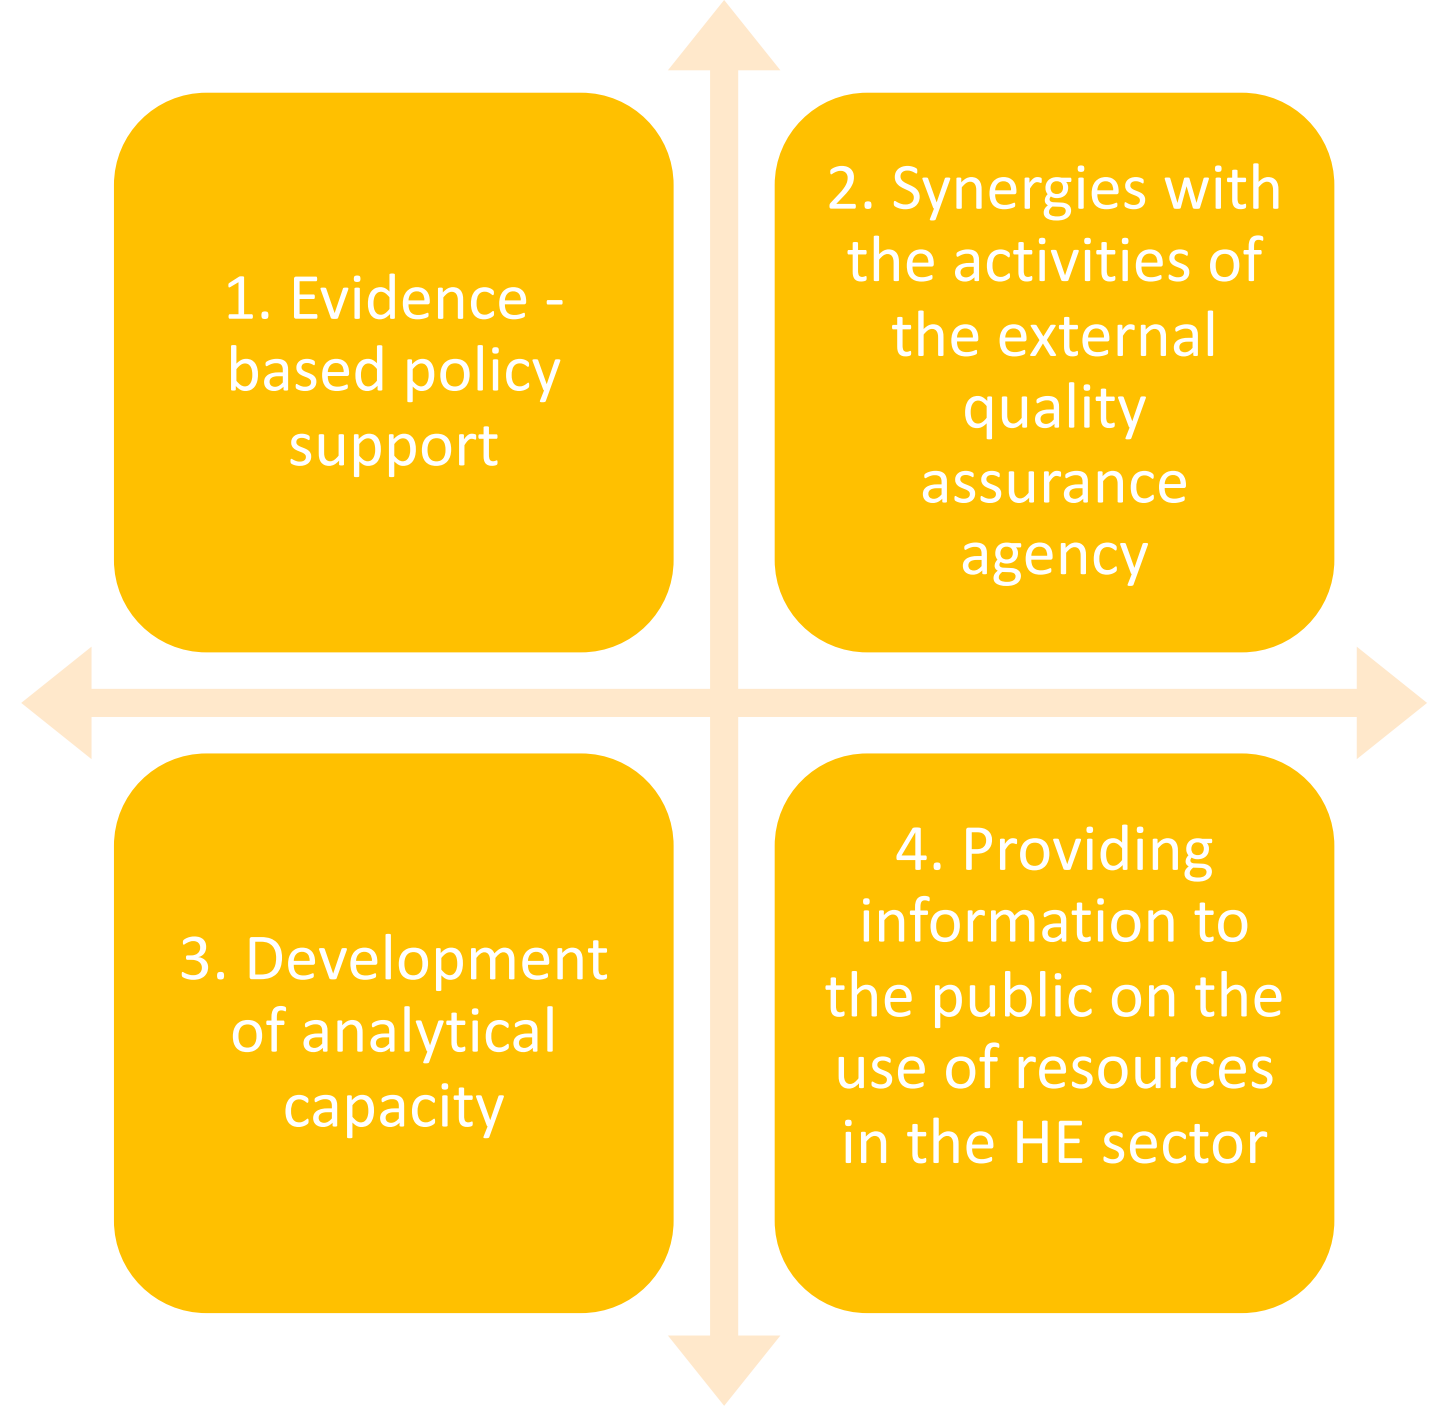 1. Evidence -
based policy
support
2. Synergies with
the activities of
the external
quality
assurance
agency
3. Development
of analytical
capacity
4. Providing
information to
the public on the
use of resources
in the HE sector